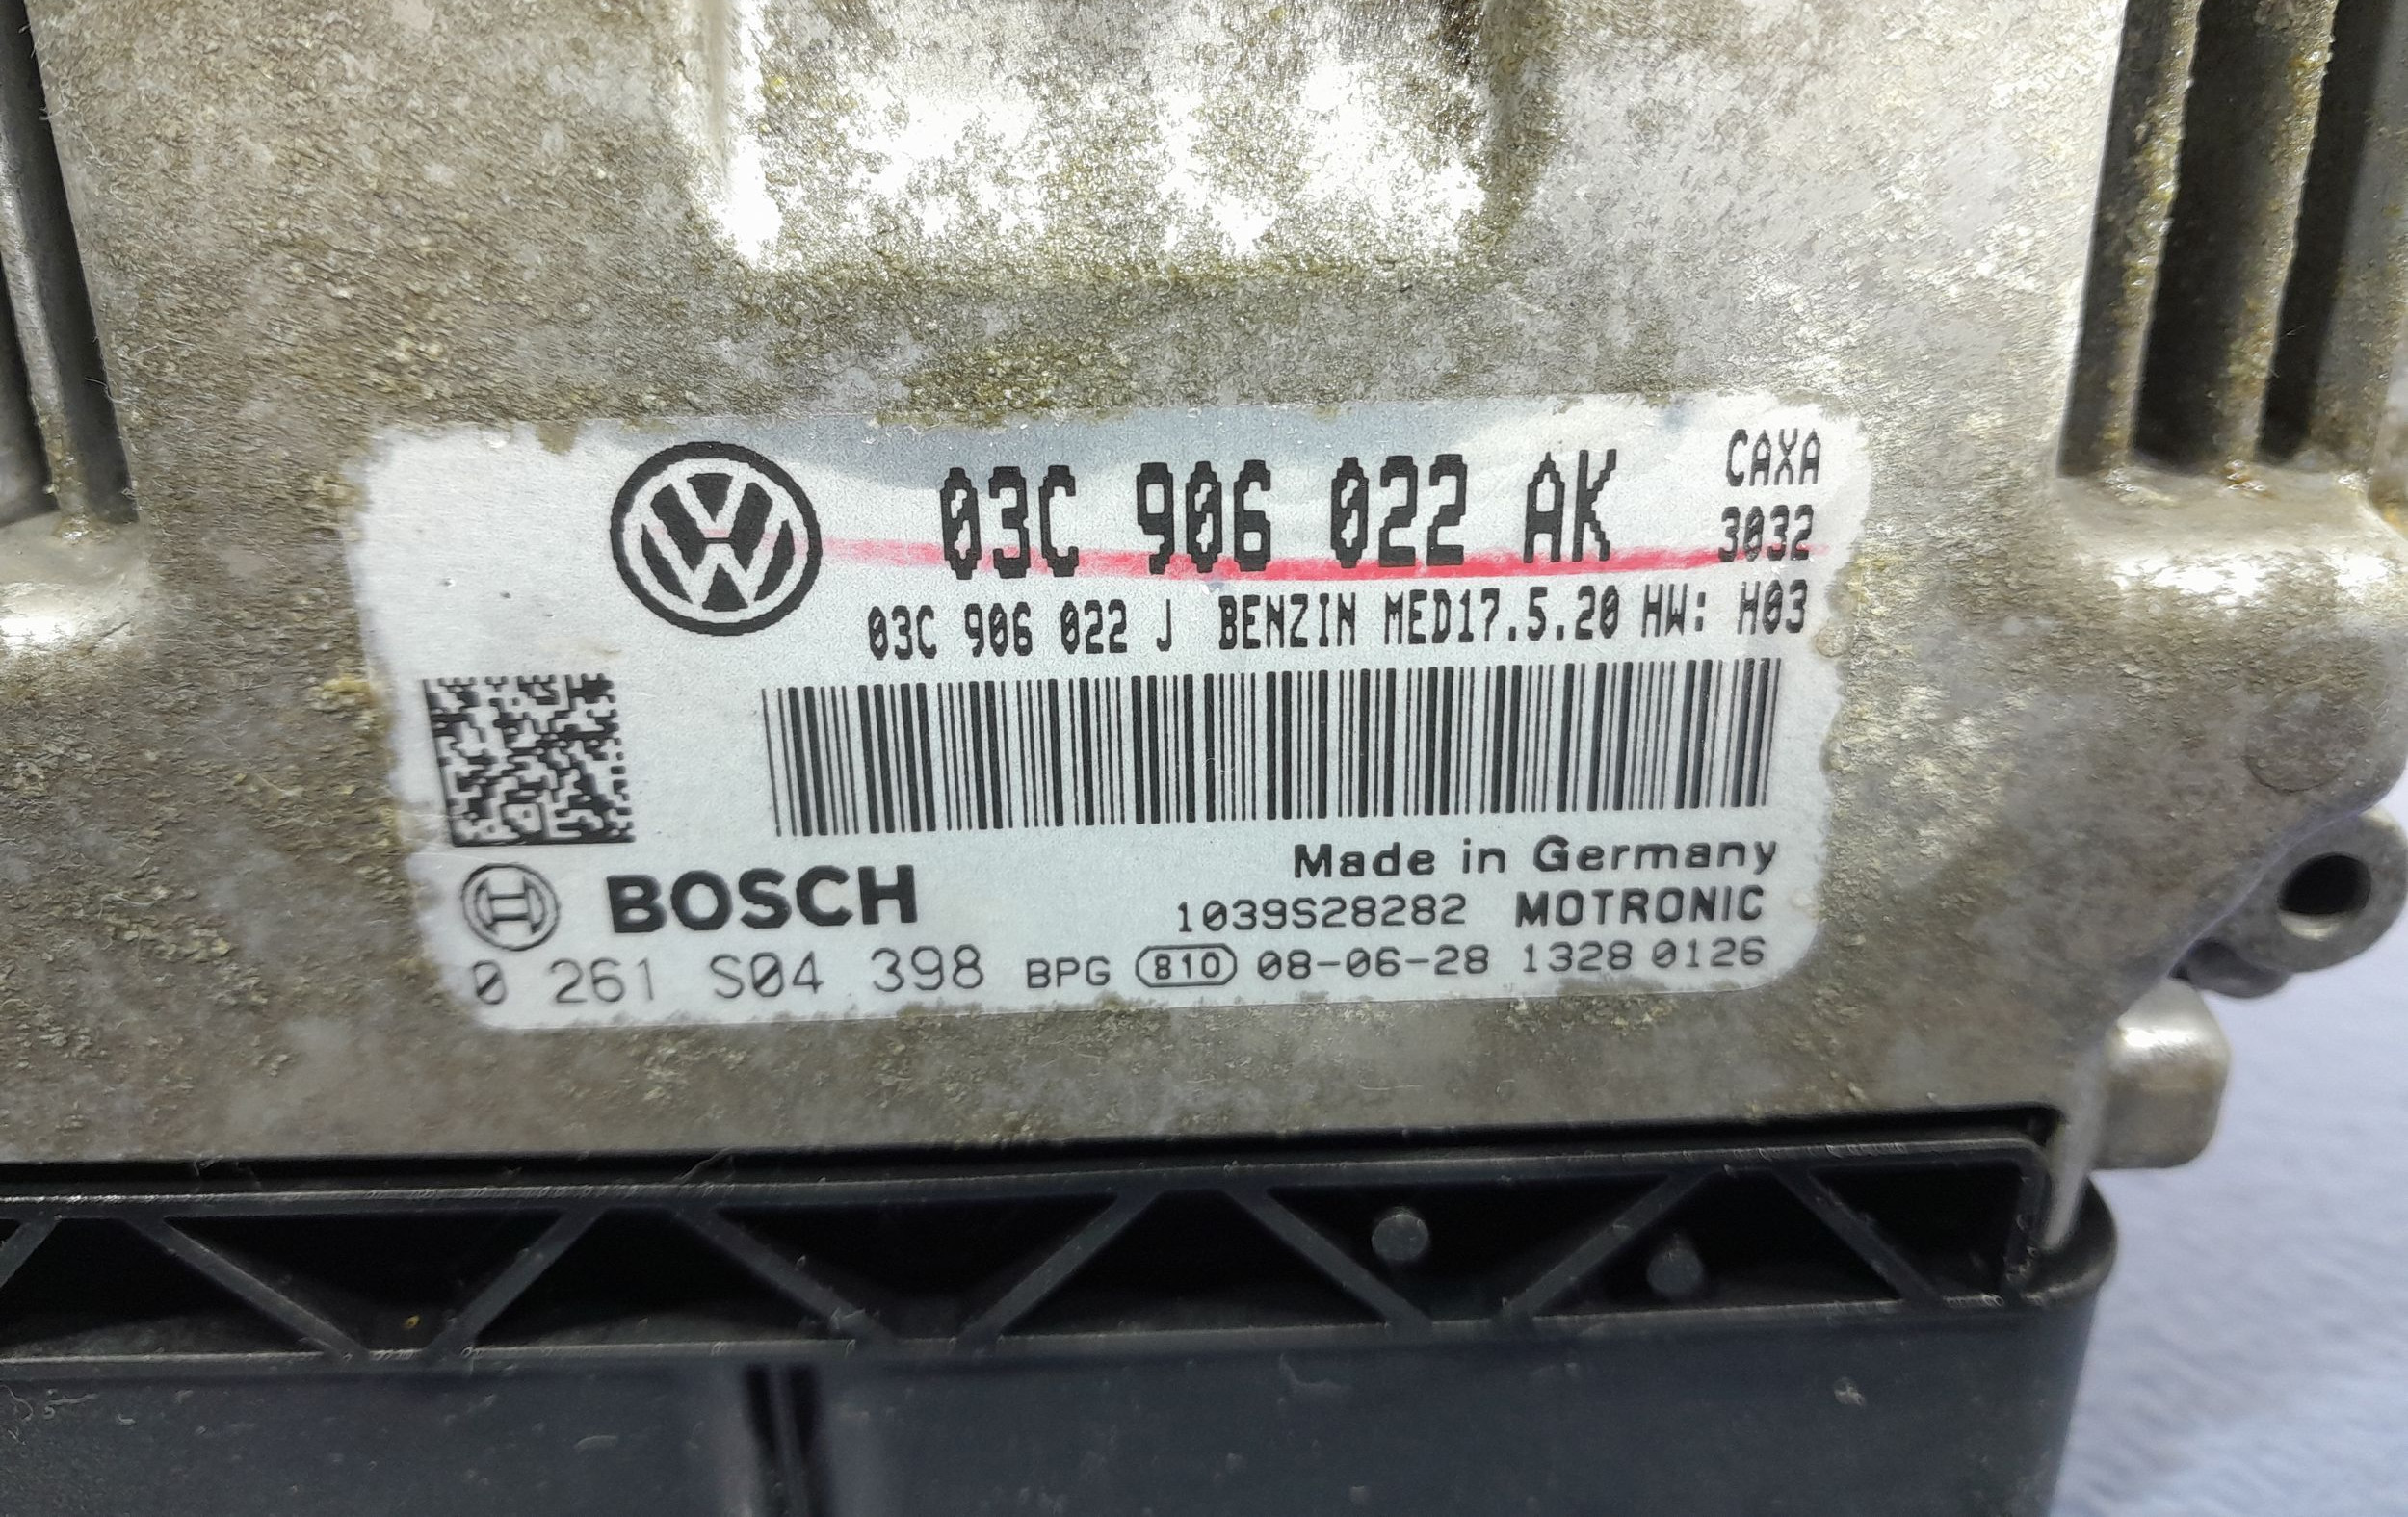 03C 906 022 AK
CAXA
3032
03C 906 022 J BENZIN MED17.5.20 HW: H03
Made in Germany
BOSCH
1039S28282 MOTRONIC
0 261 S04 398 BPG 810 08-06-28 1328 0126